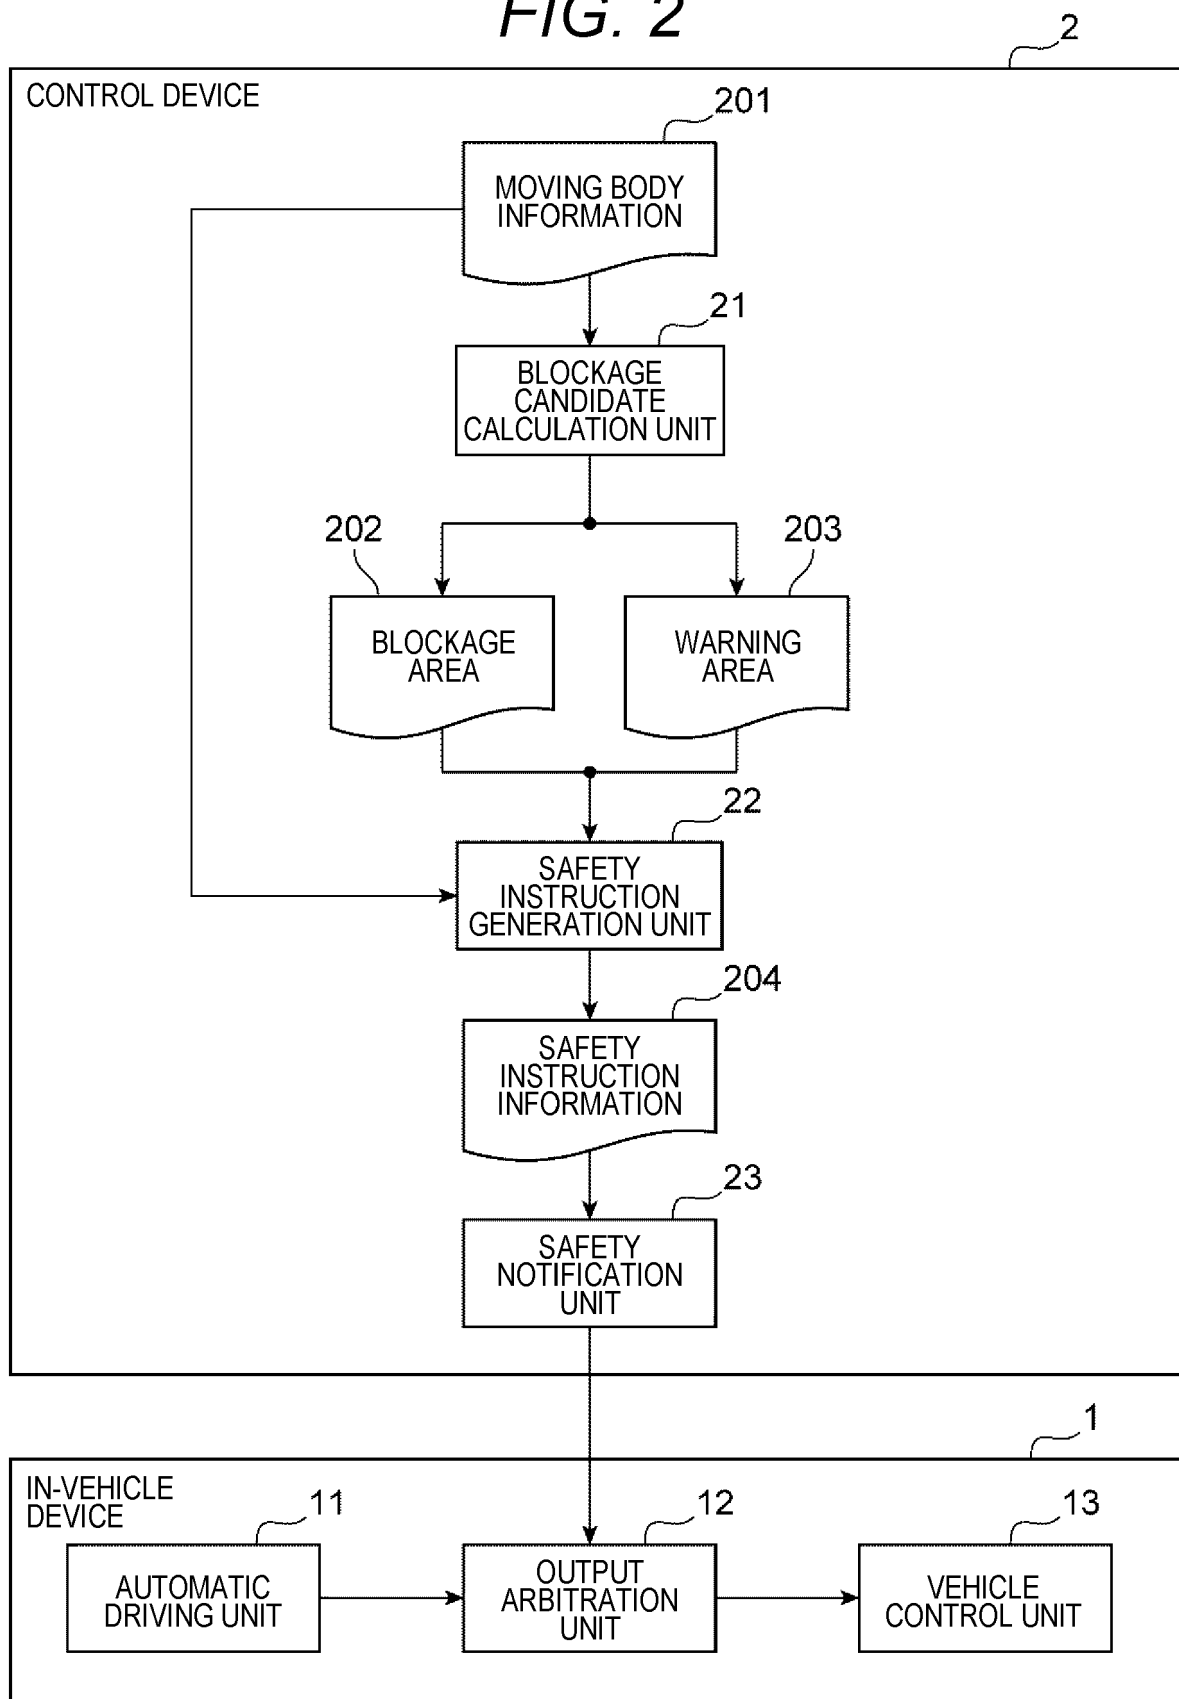 FIG. 2
2
CONTROL DEVICE
201
MOVING BODY
INFORMATION
21
BLOCKAGE
CANDIDATE
CALCULATION UNIT
202
203
BLOCKAGE
AREA
WARNING
AREA
22
SAFETY
INSTRUCTION
GENERATION UNIT
204
SAFETY
INSTRUCTION
INFORMATION
23
SAFETY
NOTIFICATION
UNIT
1
IN-VEHICLE
DEVICE
11
12
13
AUTOMATIC
DRIVING UNIT
OUTPUT
ARBITRATION
UNIT
VEHICLE
CONTROL UNIT